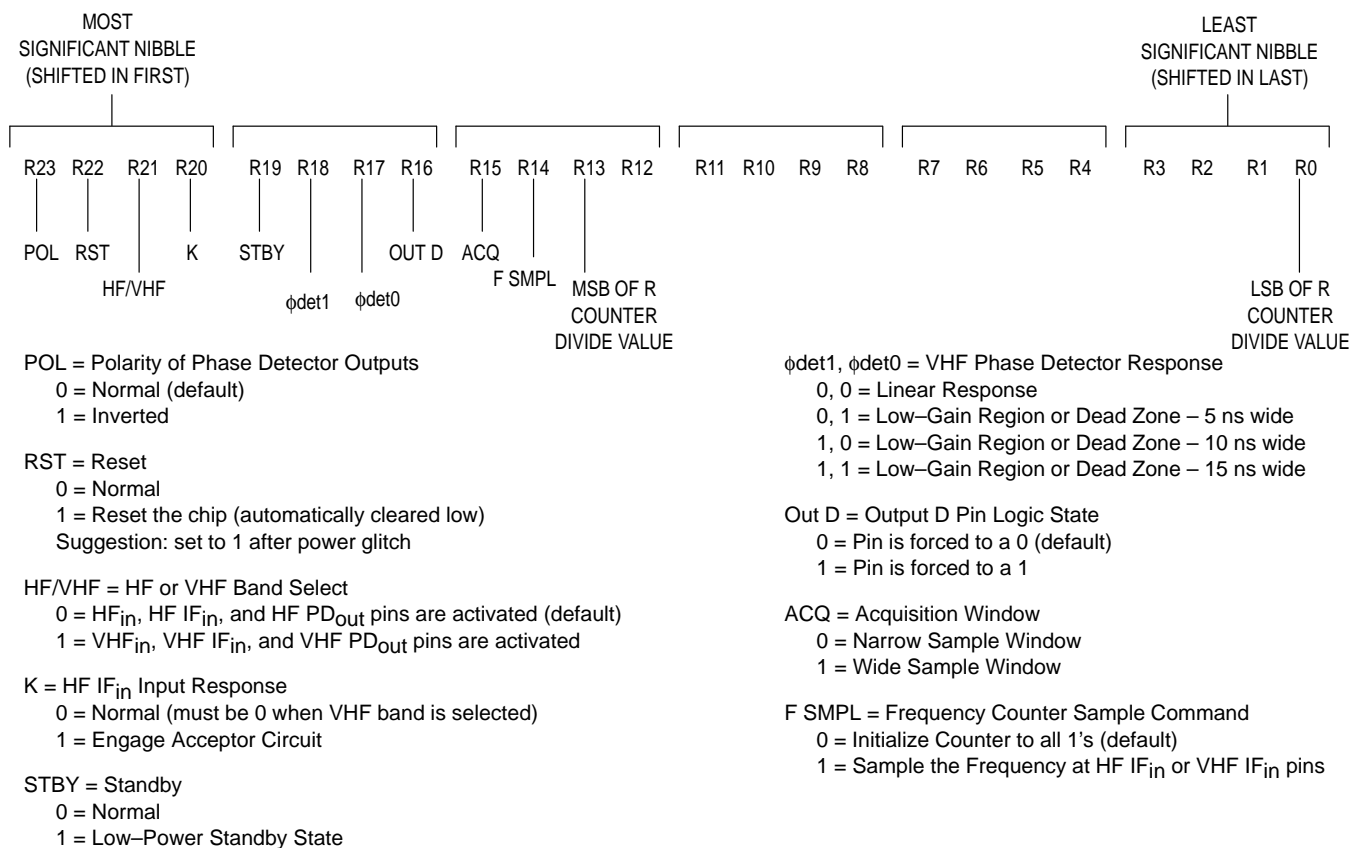 MOST
SIGNIFICANT NIBBLE
(SHIFTED IN FIRST)
LEAST
SIGNIFICANT NIBBLE
(SHIFTED IN LAST)
R23 R22 R21 R20 R19 R18 R17 R16 R15 R14 R13 R12 R11 R10 R9 R8 R7 R6 R5 R4 R3 R2 R1 R0
POL RST K STBY OUT D ACQ
HF/VHF ϕdet1 ϕdet0 F SMPL
MSB OF R
COUNTER
DIVIDE VALUE
LSB OF R
COUNTER
DIVIDE VALUE
POL = Polarity of Phase Detector Outputs
0 = Normal (default)
1 = Inverted
RST = Reset
0 = Normal
1 = Reset the chip (automatically cleared low)
Suggestion: set to 1 after power glitch
HF/VHF = HF or VHF Band Select
0 = HFin, HF IFin, and HF PDout pins are activated (default)
1 = VHFin, VHF IFin, and VHF PDout pins are activated
K = HF IFin Input Response
0 = Normal (must be 0 when VHF band is selected)
1 = Engage Acceptor Circuit
STBY = Standby
0 = Normal
1 = Low–Power Standby State
ϕdet1, ϕdet0 = VHF Phase Detector Response
0, 0 = Linear Response
0, 1 = Low–Gain Region or Dead Zone – 5 ns wide
1, 0 = Low–Gain Region or Dead Zone – 10 ns wide
1, 1 = Low–Gain Region or Dead Zone – 15 ns wide
Out D = Output D Pin Logic State
0 = Pin is forced to a 0 (default)
1 = Pin is forced to a 1
ACQ = Acquisition Window
0 = Narrow Sample Window
1 = Wide Sample Window
F SMPL = Frequency Counter Sample Command
0 = Initialize Counter to all 1's (default)
1 = Sample the Frequency at HF IFin or VHF IFin pins